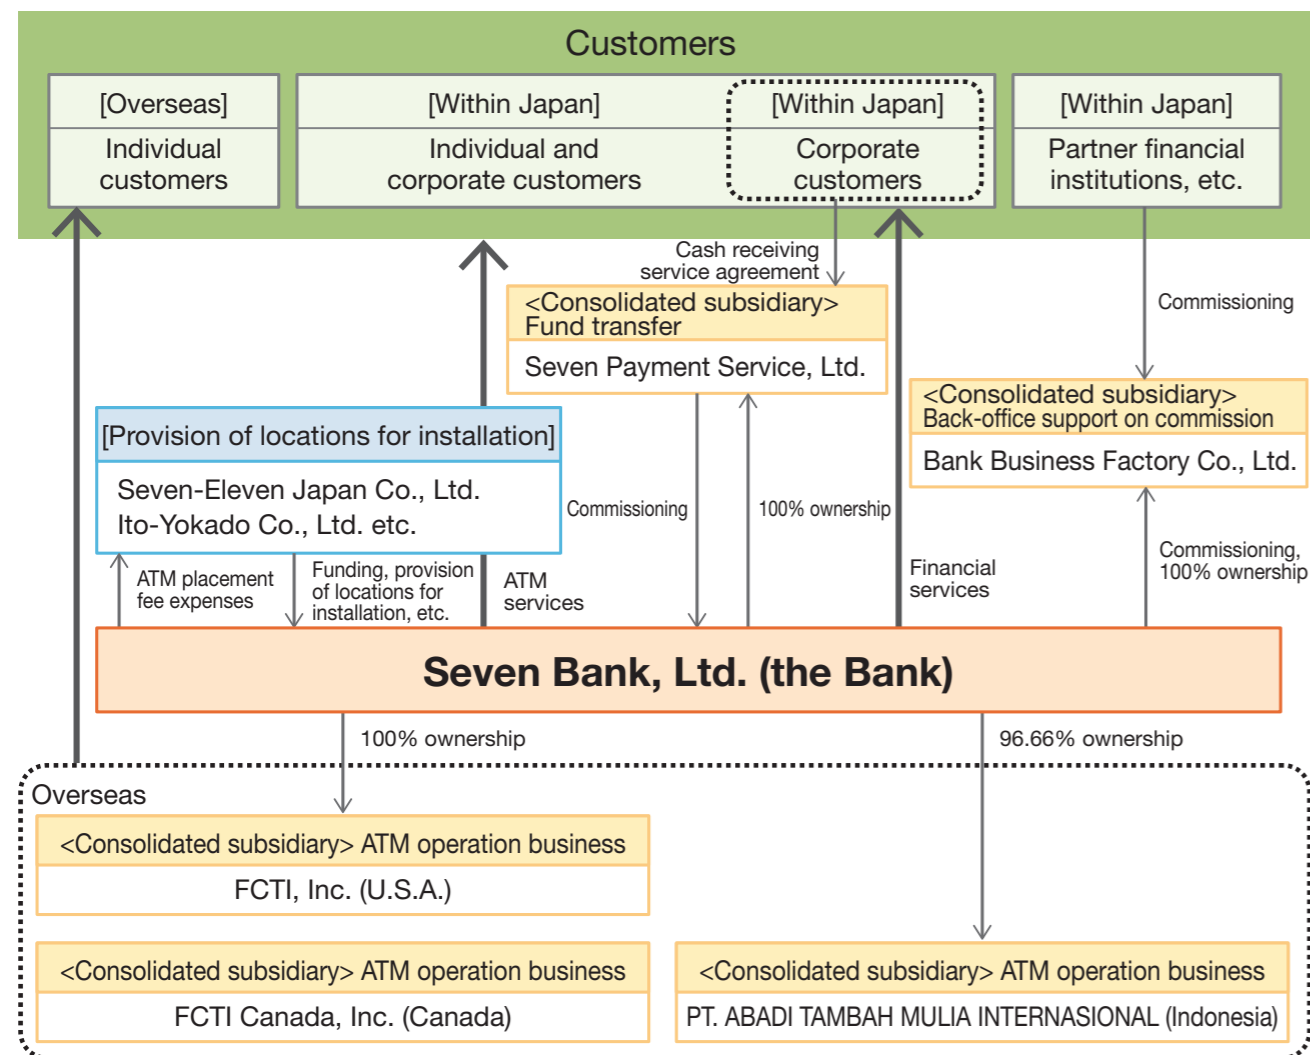 Customers
[Overseas]
Individual
customers
[Within Japan]
Individual and
corporate customers
[Within Japan]
Corporate
customers
[Within Japan]
Partner financial
institutions, etc.
Cash receiving
service agreement
<Consolidated subsidiary>
Fund transfer
Seven Payment Service, Ltd.
Commissioning
<Consolidated subsidiary>
Back-office support on commission
Bank Business Factory Co., Ltd.
[Provision of locations for installation]
Seven-Eleven Japan Co., Ltd.
Ito-Yokado Co., Ltd. etc.
Commissioning
100% ownership
ATM placement
fee expenses
Funding, provision
of locations for
installation, etc.
ATM
services
Financial
services
Commissioning,
100% ownership
Seven Bank, Ltd. (the Bank)
100% ownership
96.66% ownership
Overseas
<Consolidated subsidiary> ATM operation business
FCTI, Inc. (U.S.A.)
<Consolidated subsidiary> ATM operation business
FCTI Canada, Inc. (Canada)
<Consolidated subsidiary> ATM operation business
PT. ABADI TAMBAH MULIA INTERNASIONAL (Indonesia)